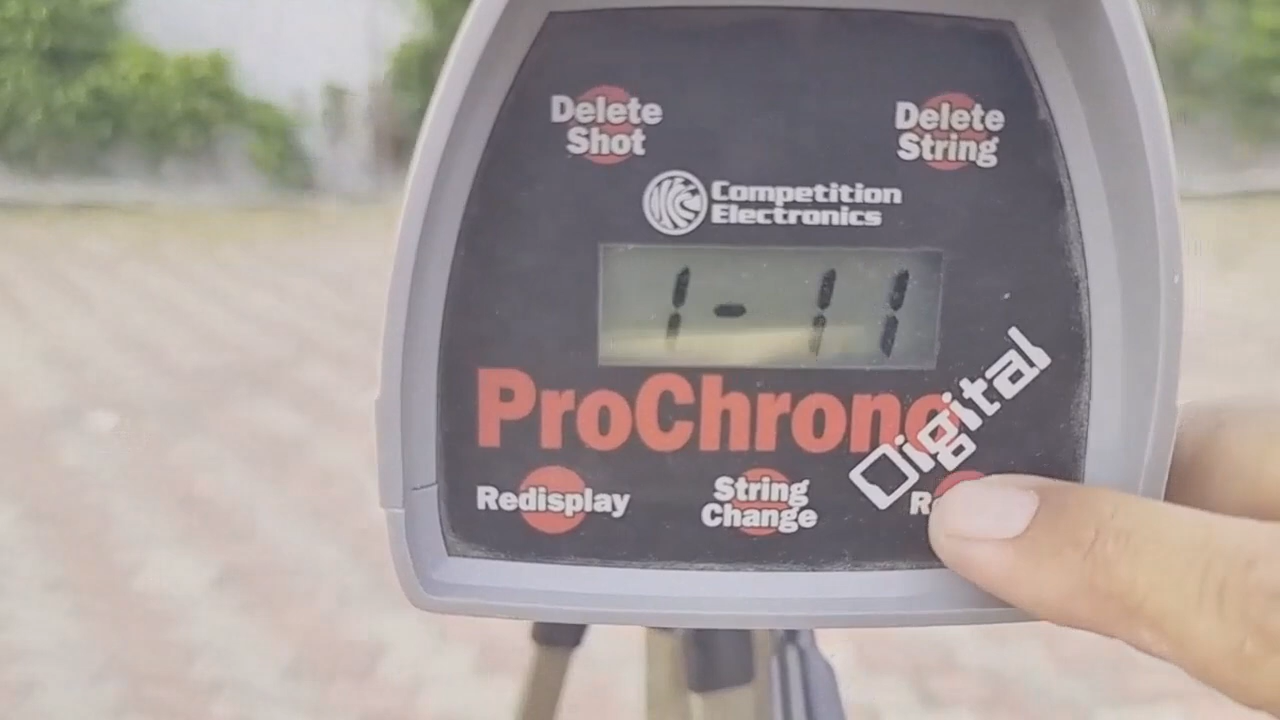 Delete
Shot
Delete
String
Competition
Electronics
1- 11
ProChrono
Digital
Redisplay
String
Change